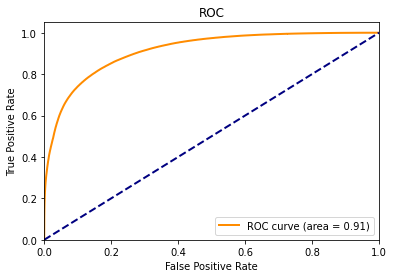 ROC
True Positive Rate
1.0
0.8
0.6
0.4
0.2
0.0
ROC curve (area = 0.91)
0.0 0.2 0.4 0.6 0.8 1.0
False Positive Rate